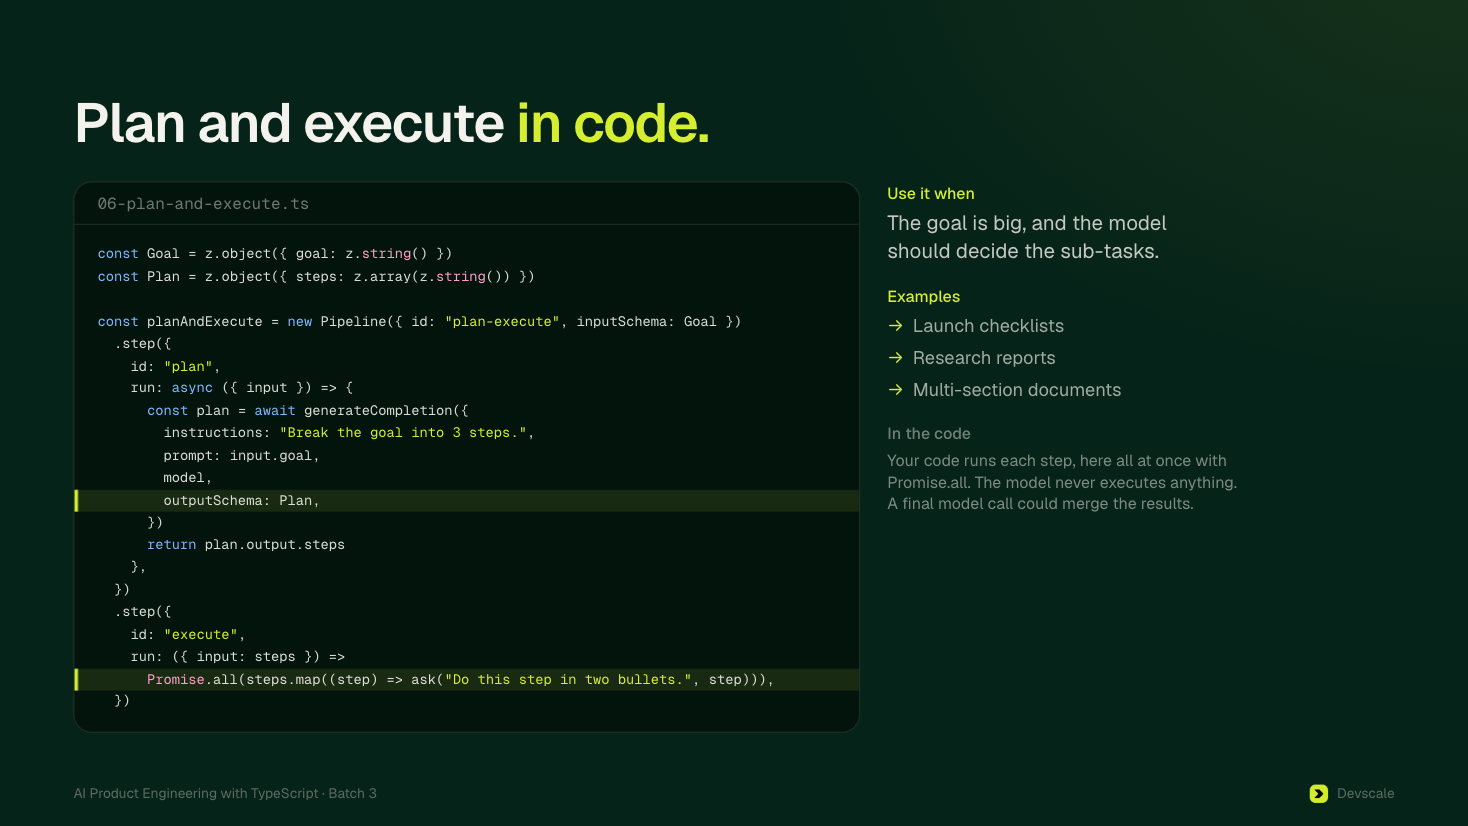 Plan and execute in code.
06-plan-and-execute.ts
const Goal = z.object({ goal: z.string() })
const Plan = z.object({ steps: z.array(z.string()) })
const planAndExecute = new Pipeline({ id: "plan-execute", inputSchema: Goal })
  .step({
    id: "plan",
    run: async ({ input }) => {
      const plan = await generateCompletion({
        instructions: "Break the goal into 3 steps.",
        prompt: input.goal,
        model,
        outputSchema: Plan,
      })
      return plan.output.steps
    },
  })
  .step({
    id: "execute",
    run: ({ input: steps }) =>
      Promise.all(steps.map((step) => ask("Do this step in two bullets.", step))),
  })
Use it when
The goal is big, and the model
should decide the sub-tasks.
Examples
→ Launch checklists
→ Research reports
→ Multi-section documents
In the code
Your code runs each step, here all at once with
Promise.all. The model never executes anything.
A final model call could merge the results.
AI Product Engineering with TypeScript · Batch 3
Devscale